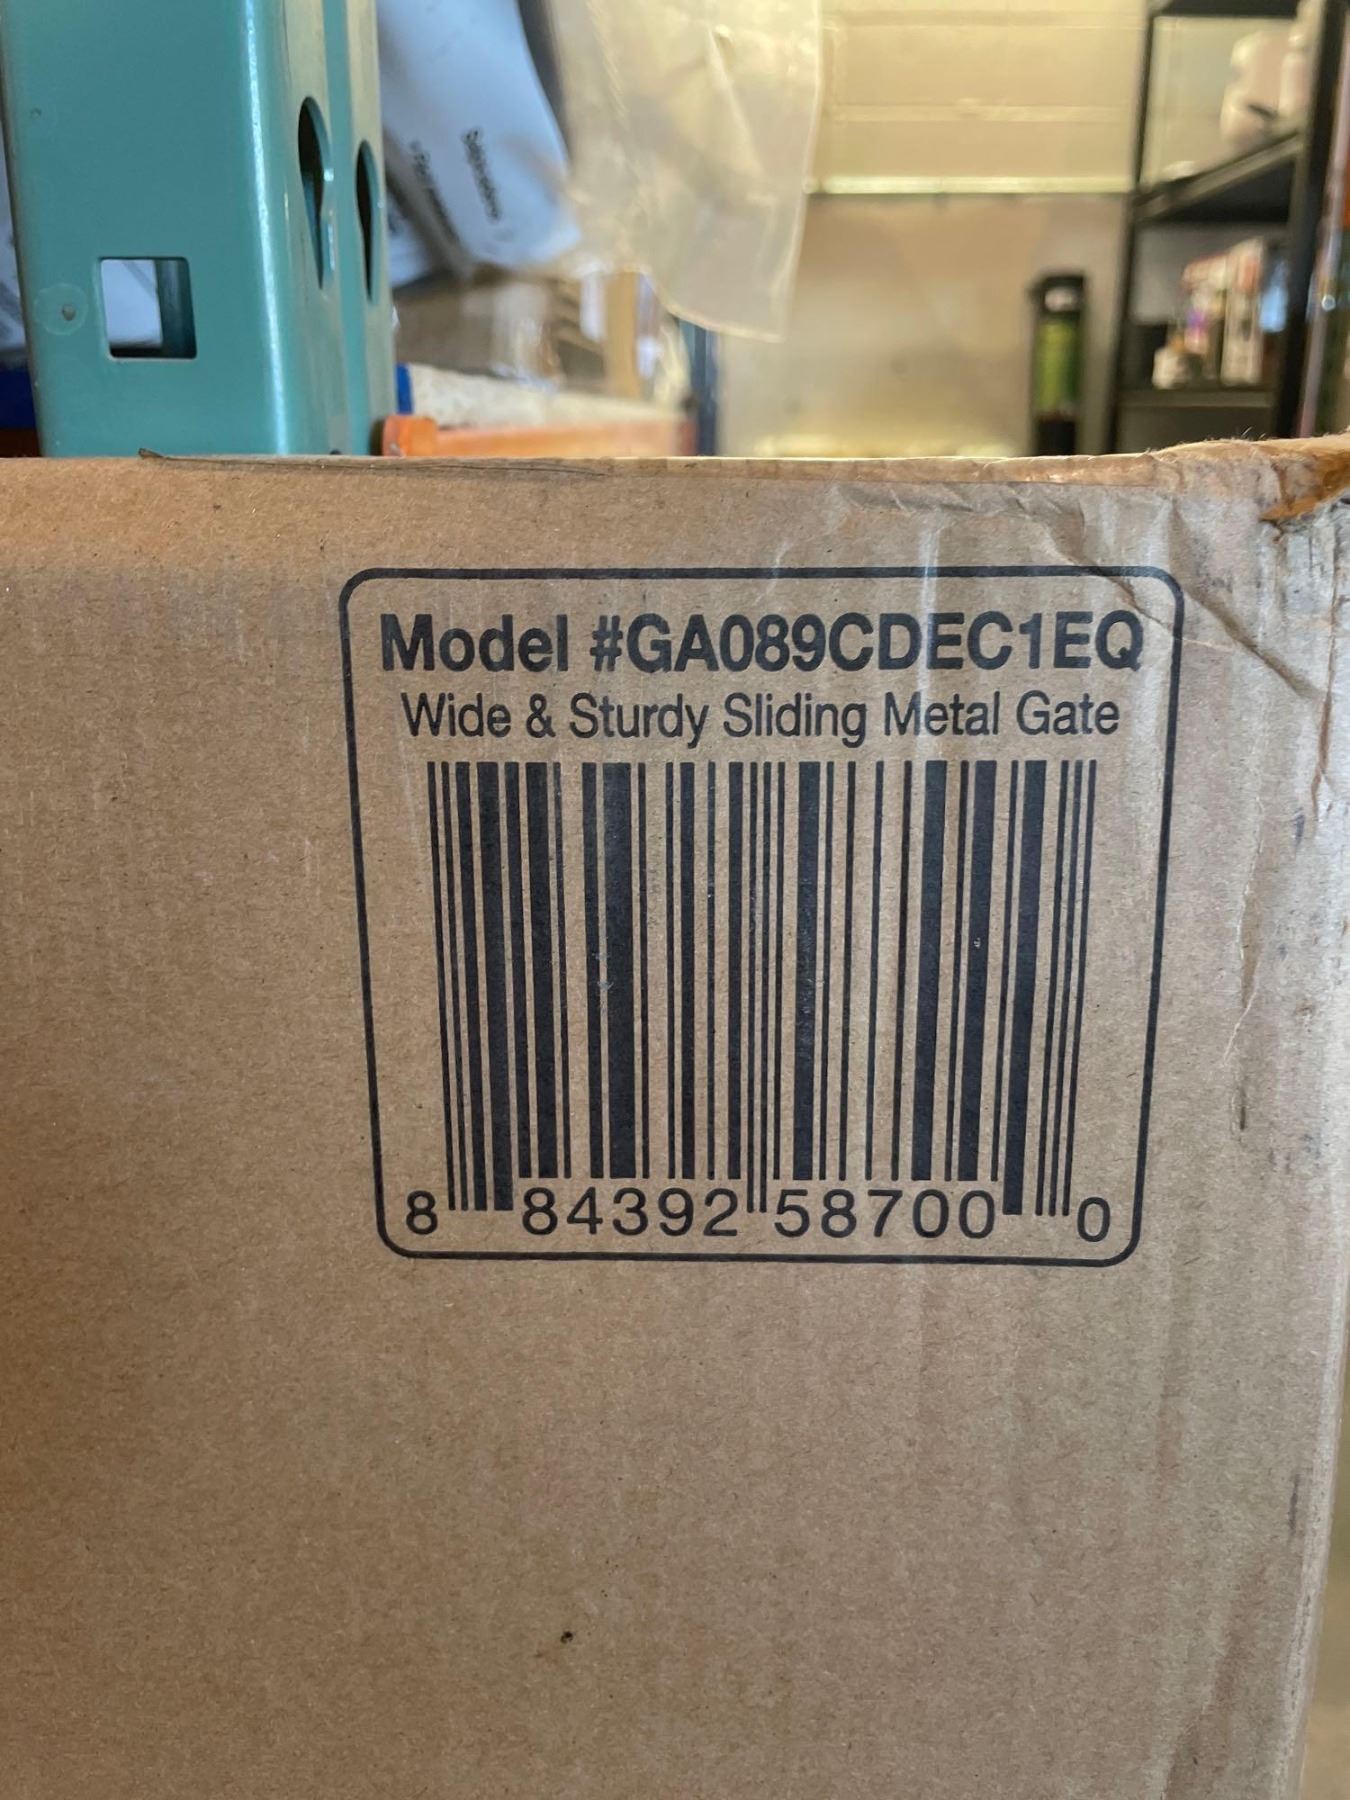 Model #GA089CDEC1EQ
Wide & Sturdy Sliding Metal Gate
8 84392 58700 0